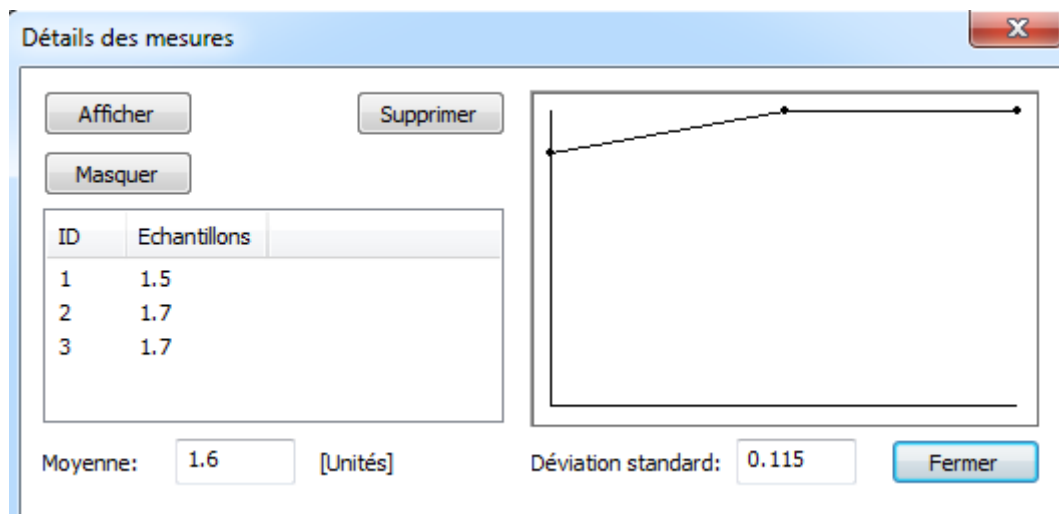 Détails des mesures
Afficher
Supprimer
Masquer
ID Echantillons
1 1.5
2 1.7
3 1.7
Moyenne: 1.6 [Unités] Déviation standard: 0.115 Fermer